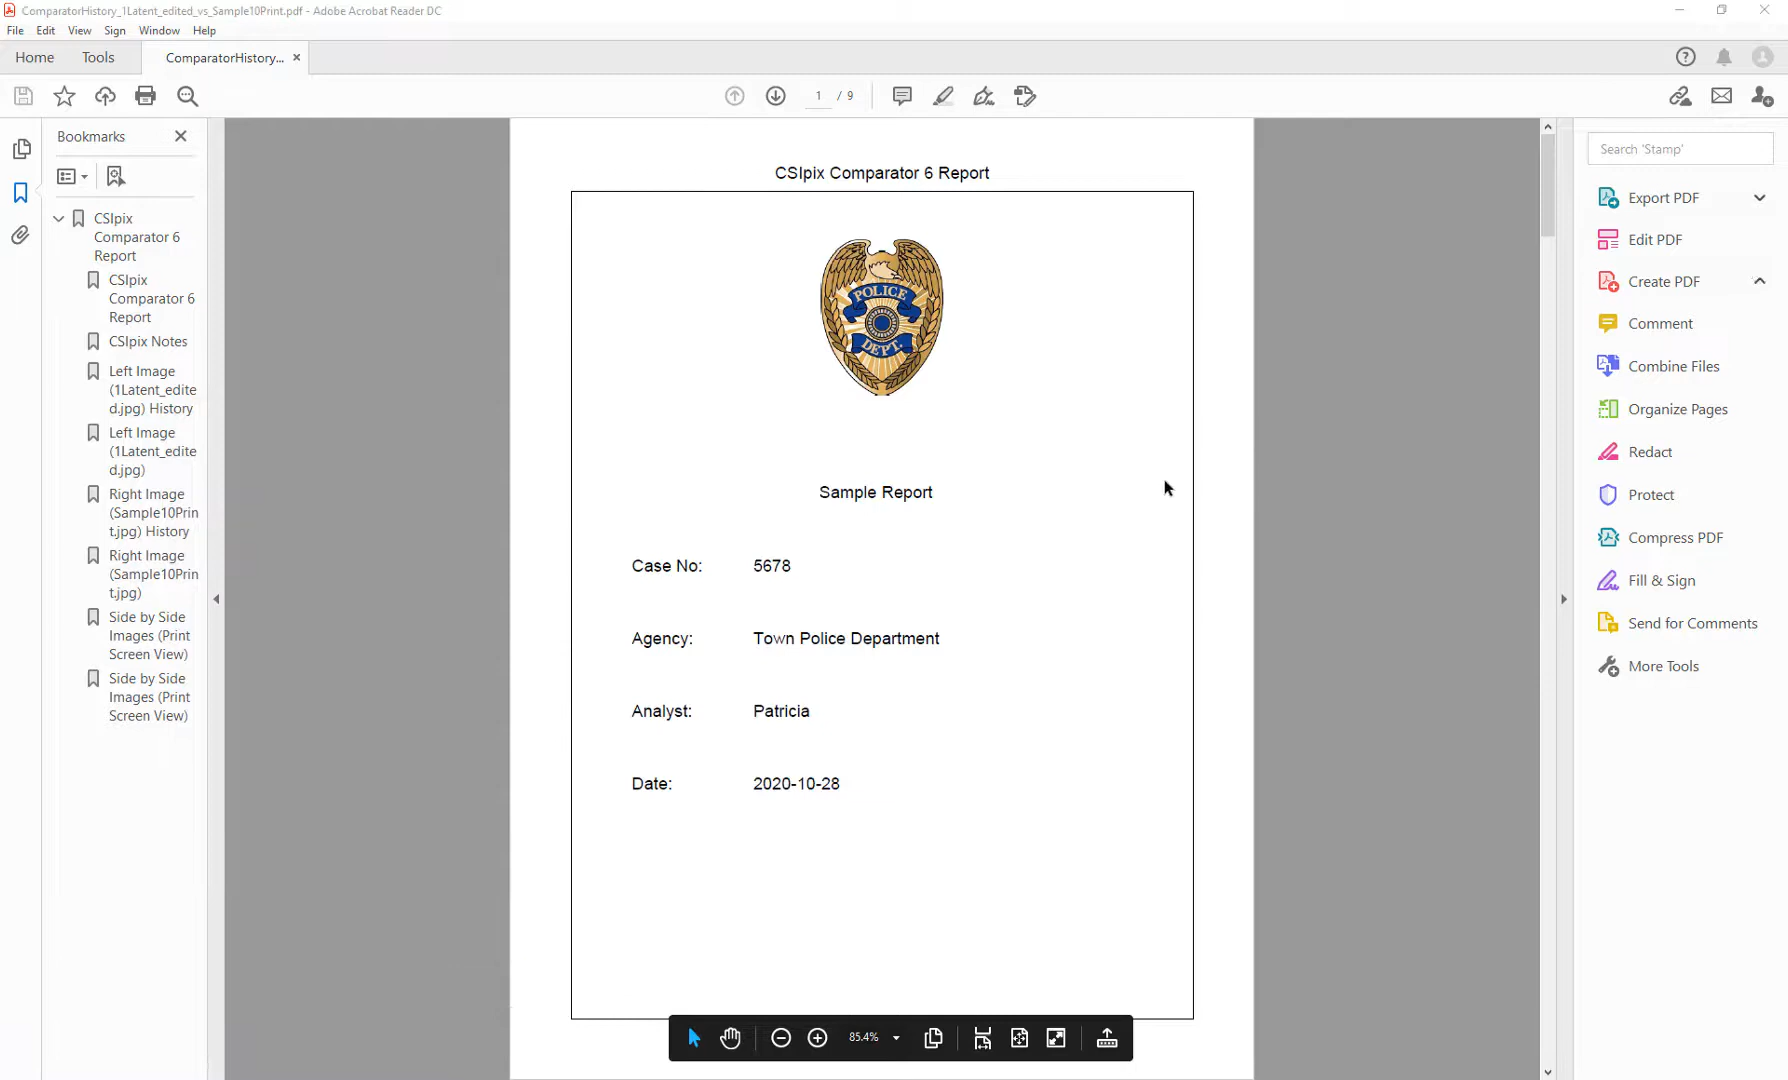 ComparatorHistory_1Latent_edited_vs_Sample10Print.pdf - Adobe Acrobat Reader DC
File Edit View Sign Window Help
Home Tools ComparatorHistory... ×
1 / 9
Bookmarks
CSIpix
Comparator 6
Report
CSIpix
Comparator 6
Report
CSIpix Notes
Left Image
(1Latent_edite
d.jpg) History
Left Image
(1Latent_edite
d.jpg)
Right Image
(Sample10Prin
t.jpg) History
Right Image
(Sample10Prin
t.jpg)
Side by Side
Images (Print
Screen View)
Side by Side
Images (Print
Screen View)
CSIpix Comparator 6 Report
POLICE
DEPT.
Sample Report
Case No: 5678
Agency: Town Police Department
Analyst: Patricia
Date: 2020-10-28
85.4%
Search 'Stamp'
Export PDF
Edit PDF
Create PDF
Comment
Combine Files
Organize Pages
Redact
Protect
Compress PDF
Fill & Sign
Send for Comments
More Tools